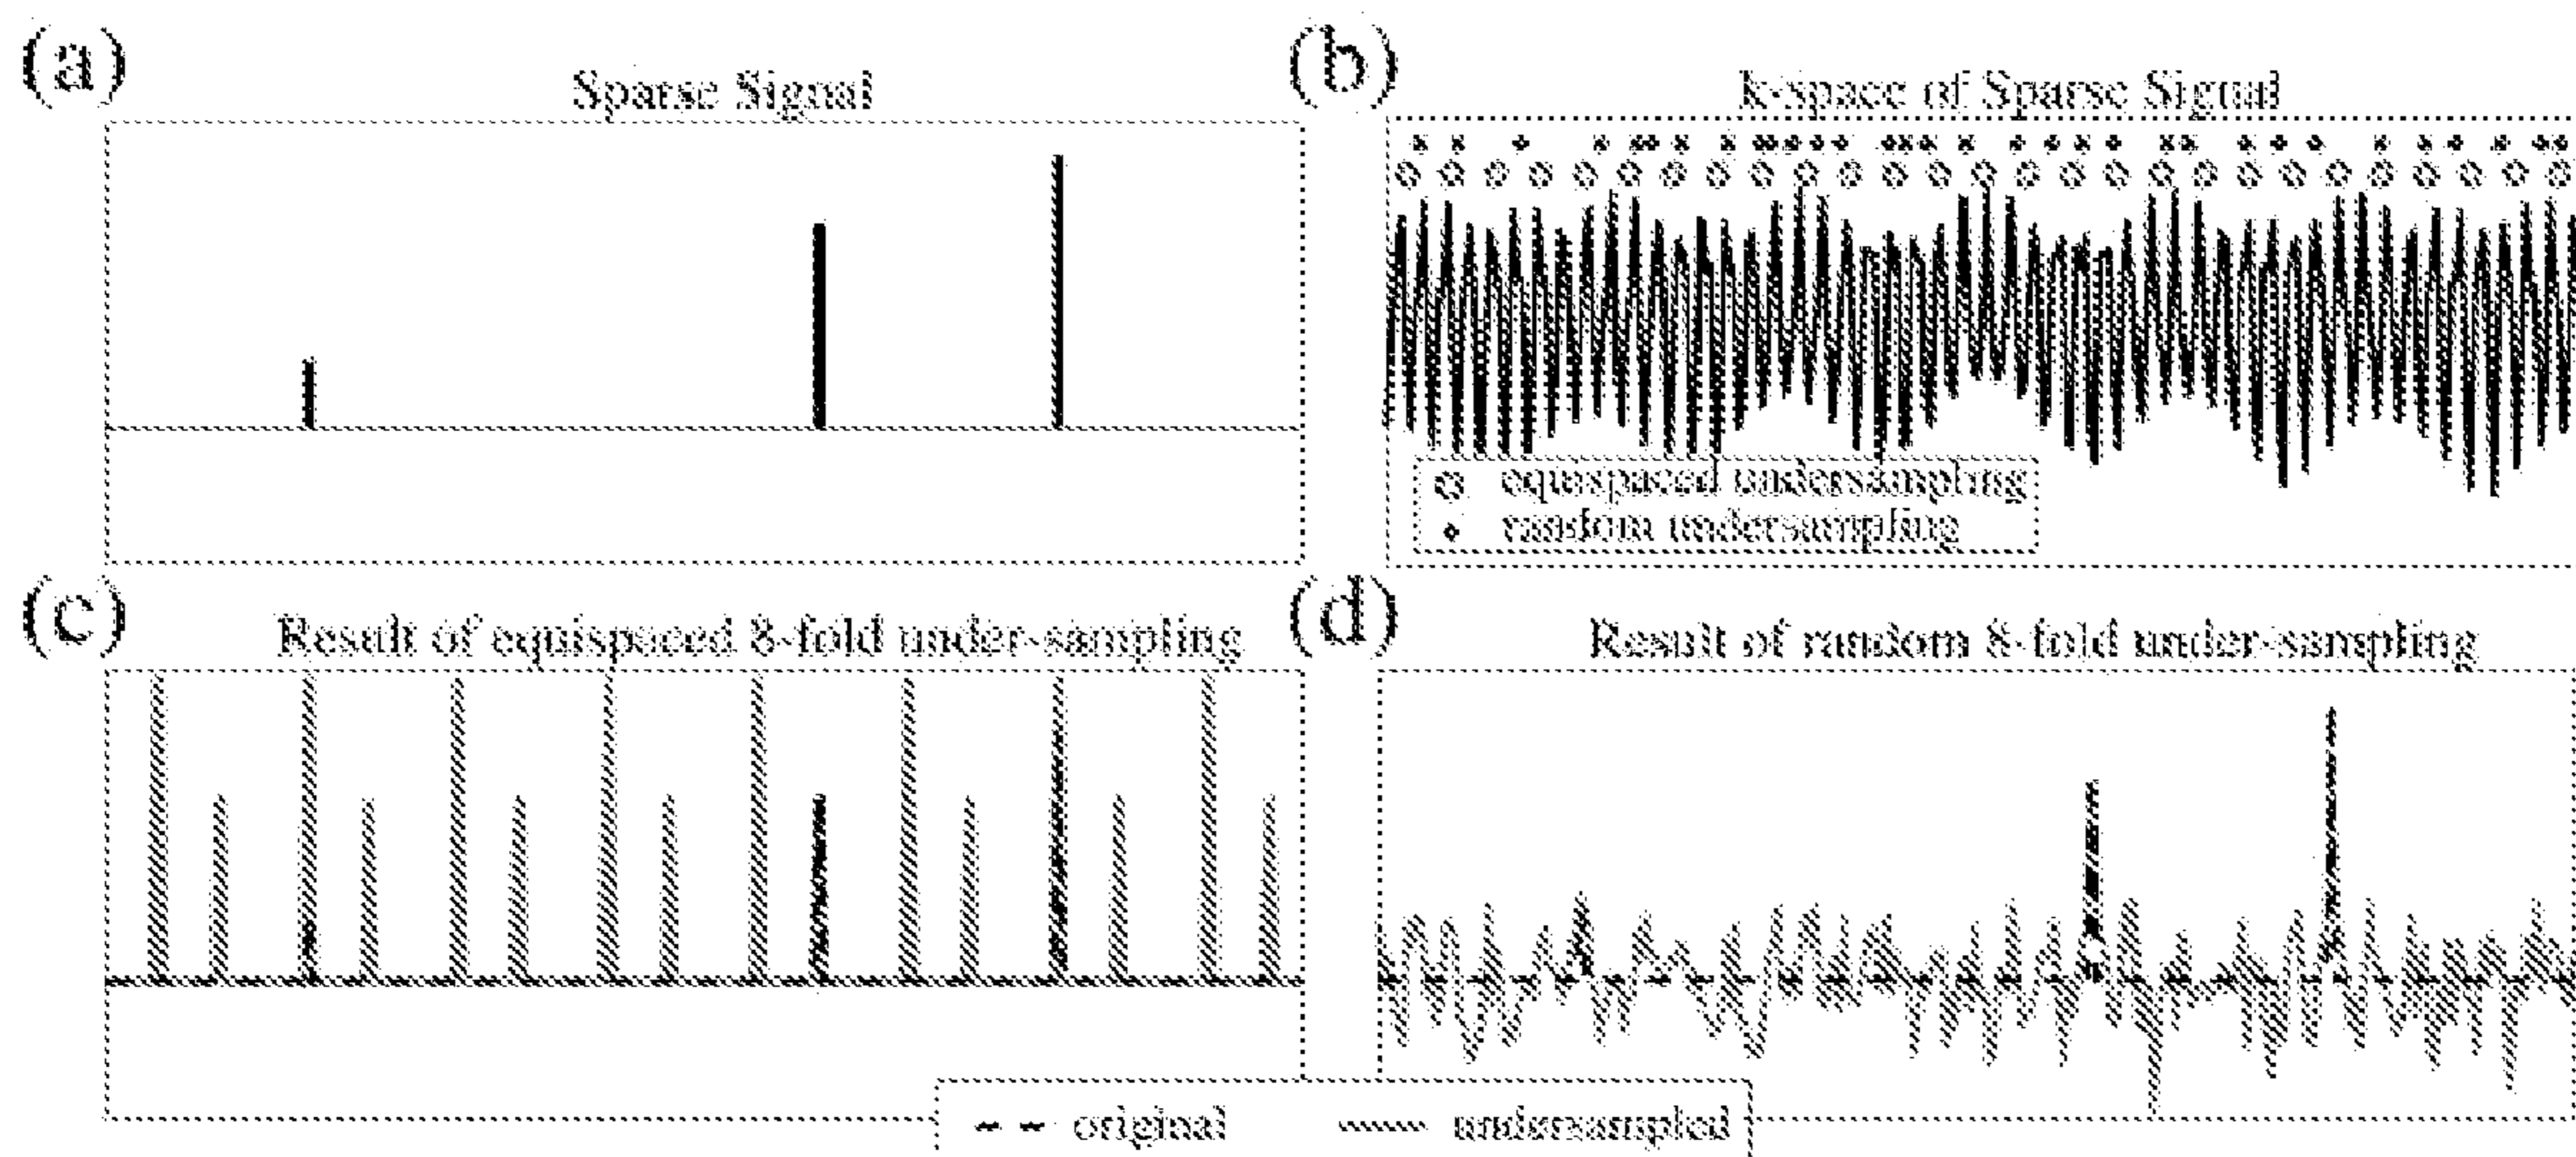 (a)
Sparse Signal
(b)
k-space of Sparse Signal
equispaced undersampling
random undersampling
(c)
Result of equispaced 8-fold under-sampling
(d)
Result of random 8-fold under-sampling
original
undersampled